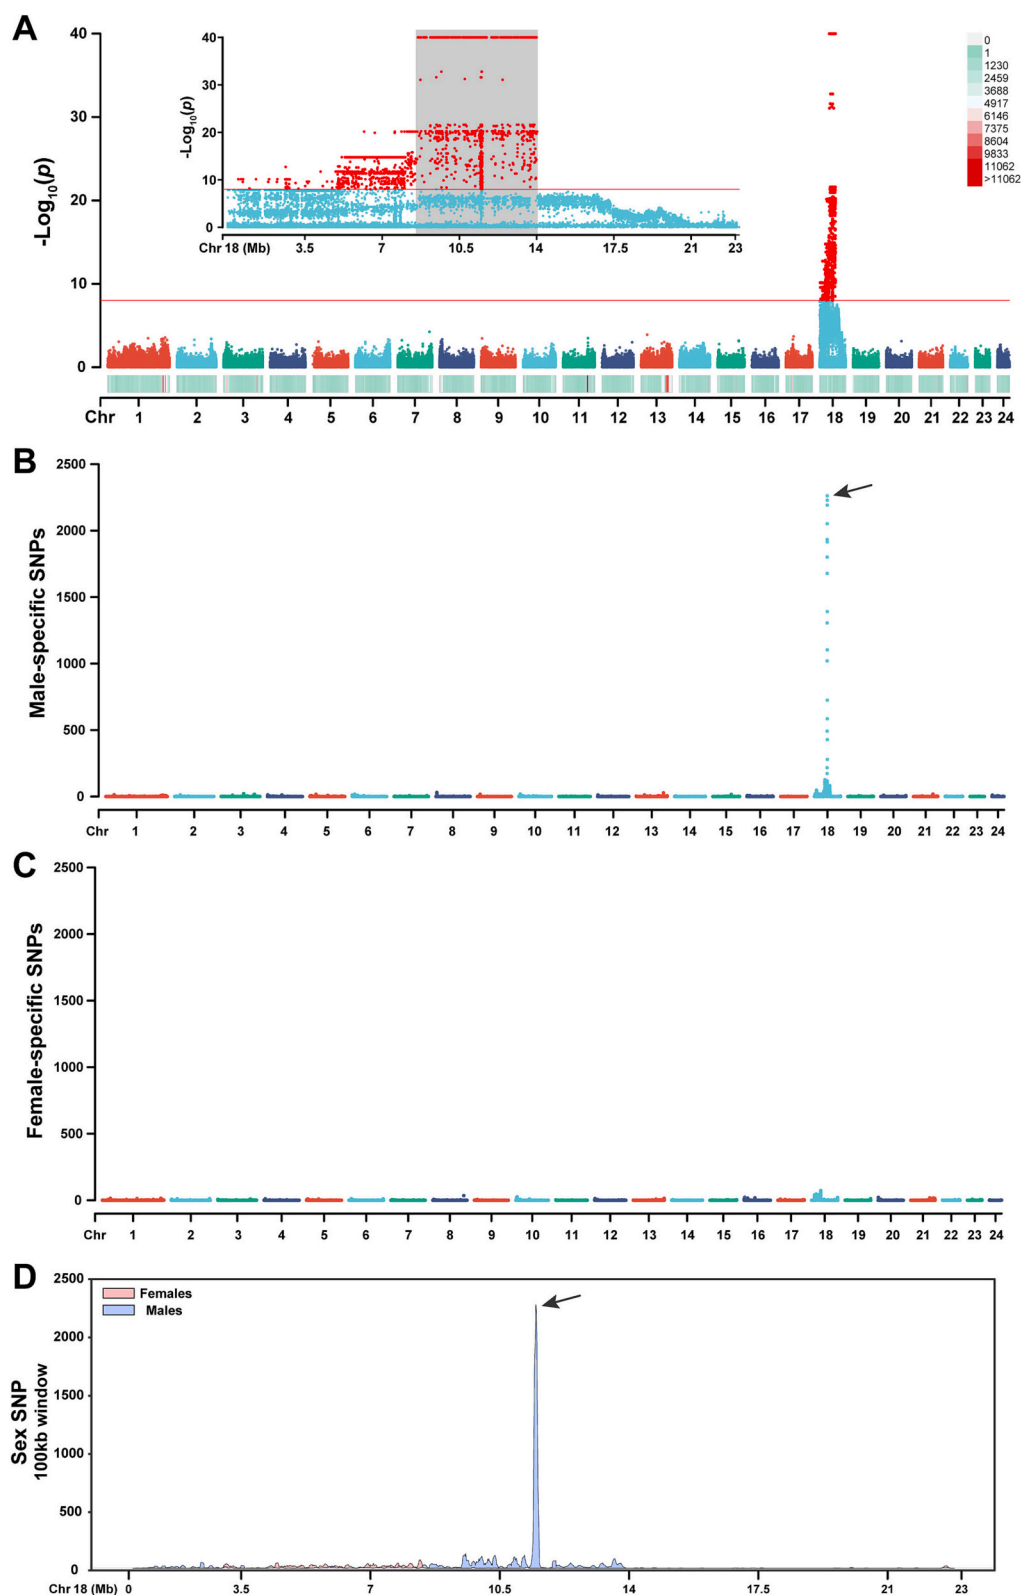 A
-Log10(p)
40
30
20
10
0
-Log10(p)
40
30
20
10
0
Chr 18 (Mb) 3.5 7 10.5 14 17.5 21 23
0
1
1230
2459
3688
4917
6146
7375
8604
9833
11062
>11062
Chr 1 2 3 4 5 6 7 8 9 10 11 12 13 14 15 16 17 18 19 20 21 22 23 24
B
Male-specific SNPs
2500
2000
1500
1000
500
0
Chr 1 2 3 4 5 6 7 8 9 10 11 12 13 14 15 16 17 18 19 20 21 22 23 24
C
Female-specific SNPs
2500
2000
1500
1000
500
0
Chr 1 2 3 4 5 6 7 8 9 10 11 12 13 14 15 16 17 18 19 20 21 22 23 24
D
Sex SNP
100kb window
2500
2000
1500
1000
500
0
Females
Males
Chr 18 (Mb) 0 3.5 7 10.5 14 17.5 21 23